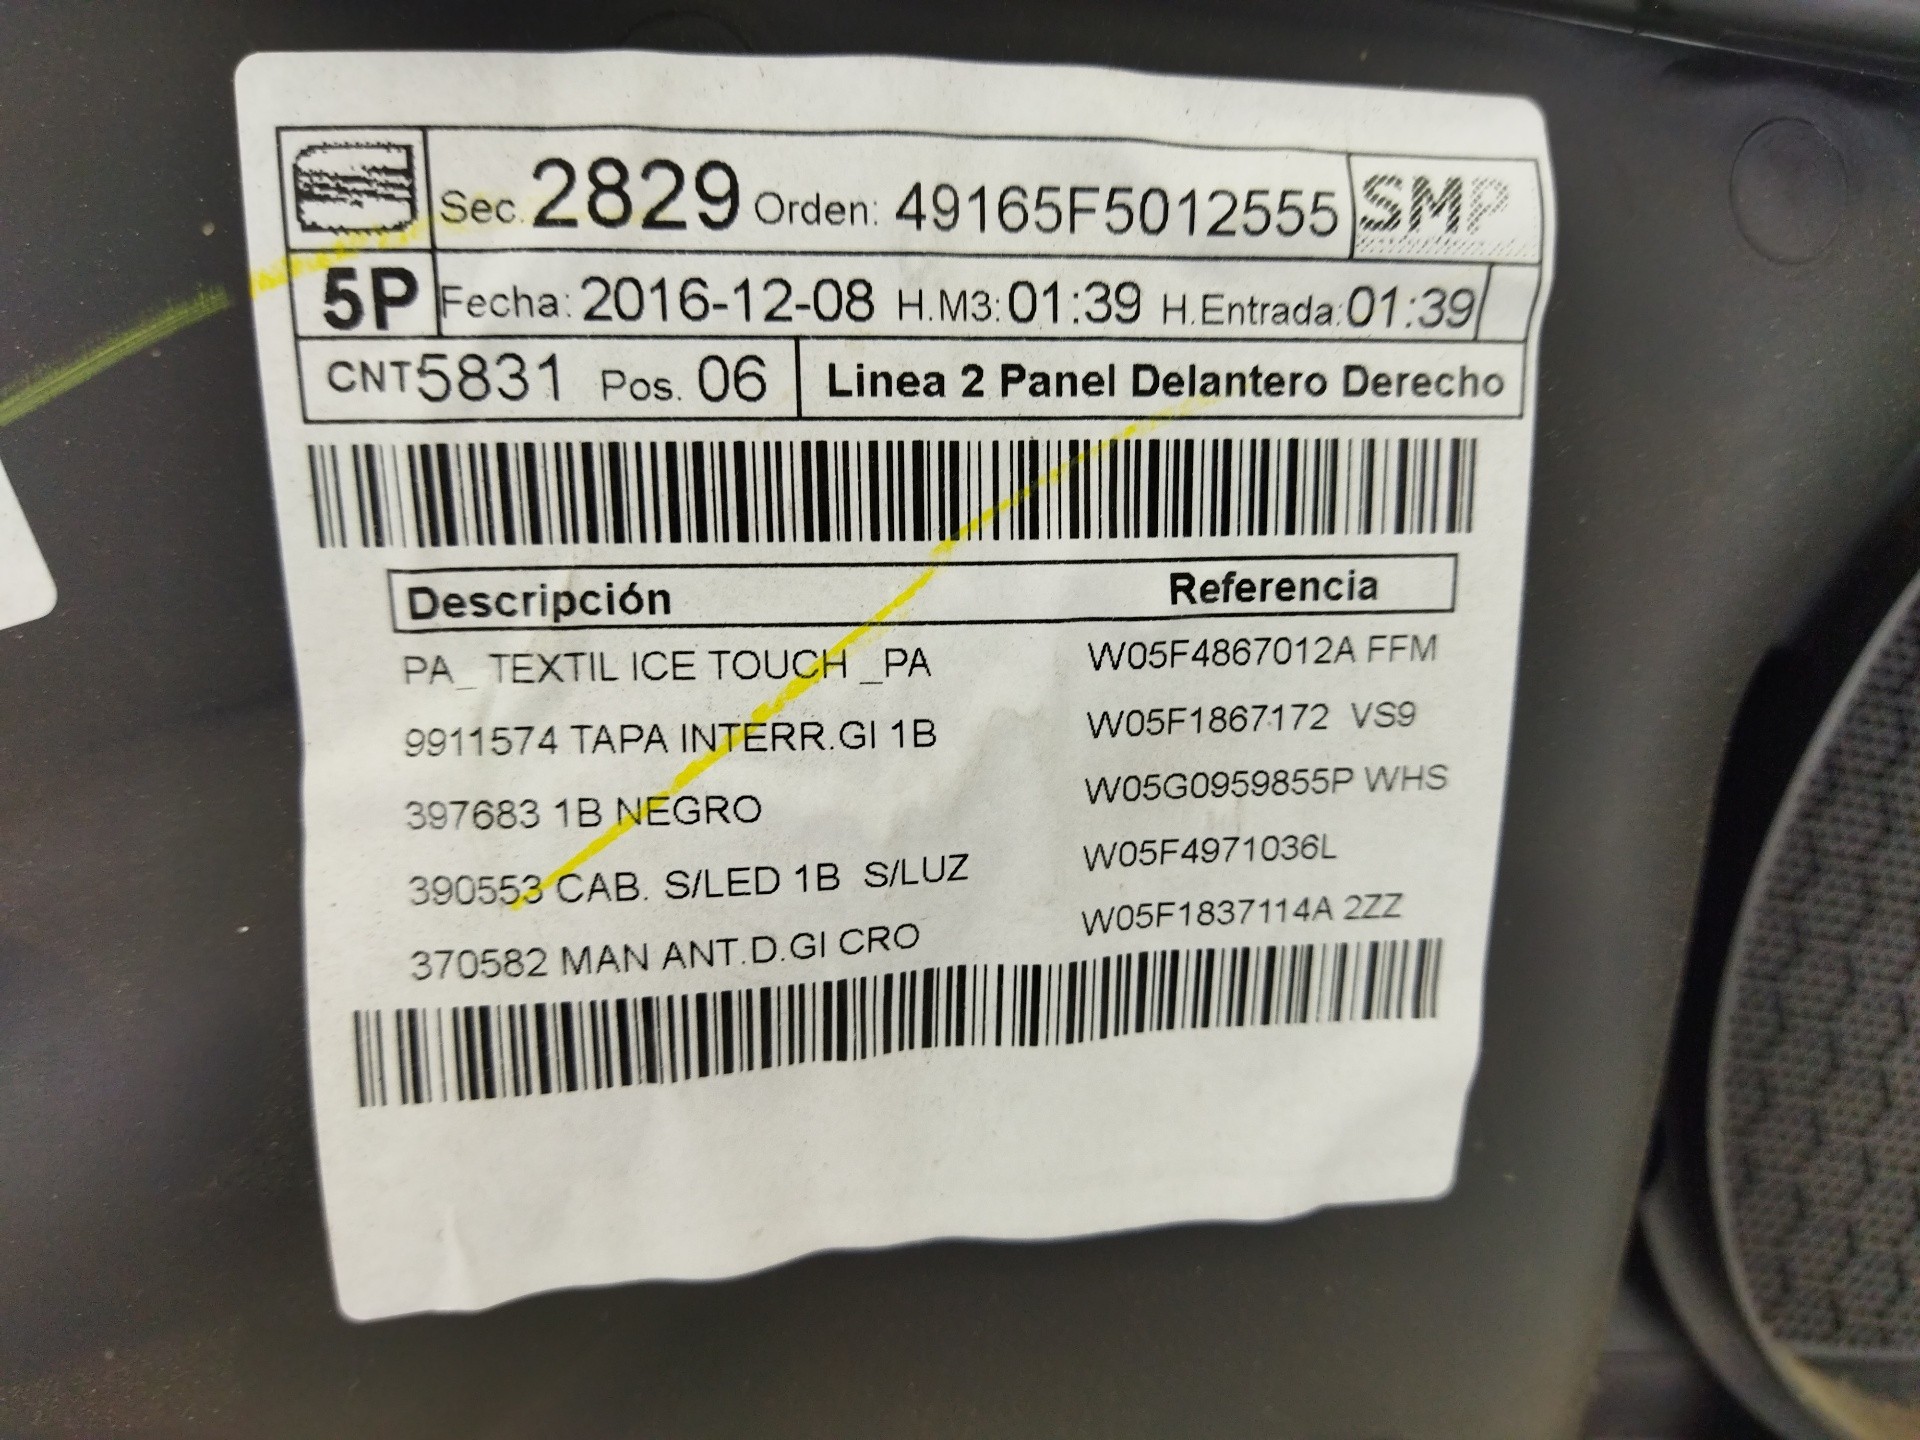 Sec. 2829 Orden: 49165F5012555 SMP
5P Fecha: 2016-12-08 H.M3: 01:39 H.Entrada: 01:39
CNT 5831 Pos. 06 Linea 2 Panel Delantero Derecho
Descripción Referencia
PA_ TEXTIL ICE TOUCH _PA W05F4867012A FFM
9911574 TAPA INTERR.GI 1B W05F1867172 VS9
397683 1B NEGRO W05G0959855P WHS
390553 CAB. S/LED 1B S/LUZ W05F4971036L
370582 MAN ANT.D.GI CRO W05F1837114A 2ZZ